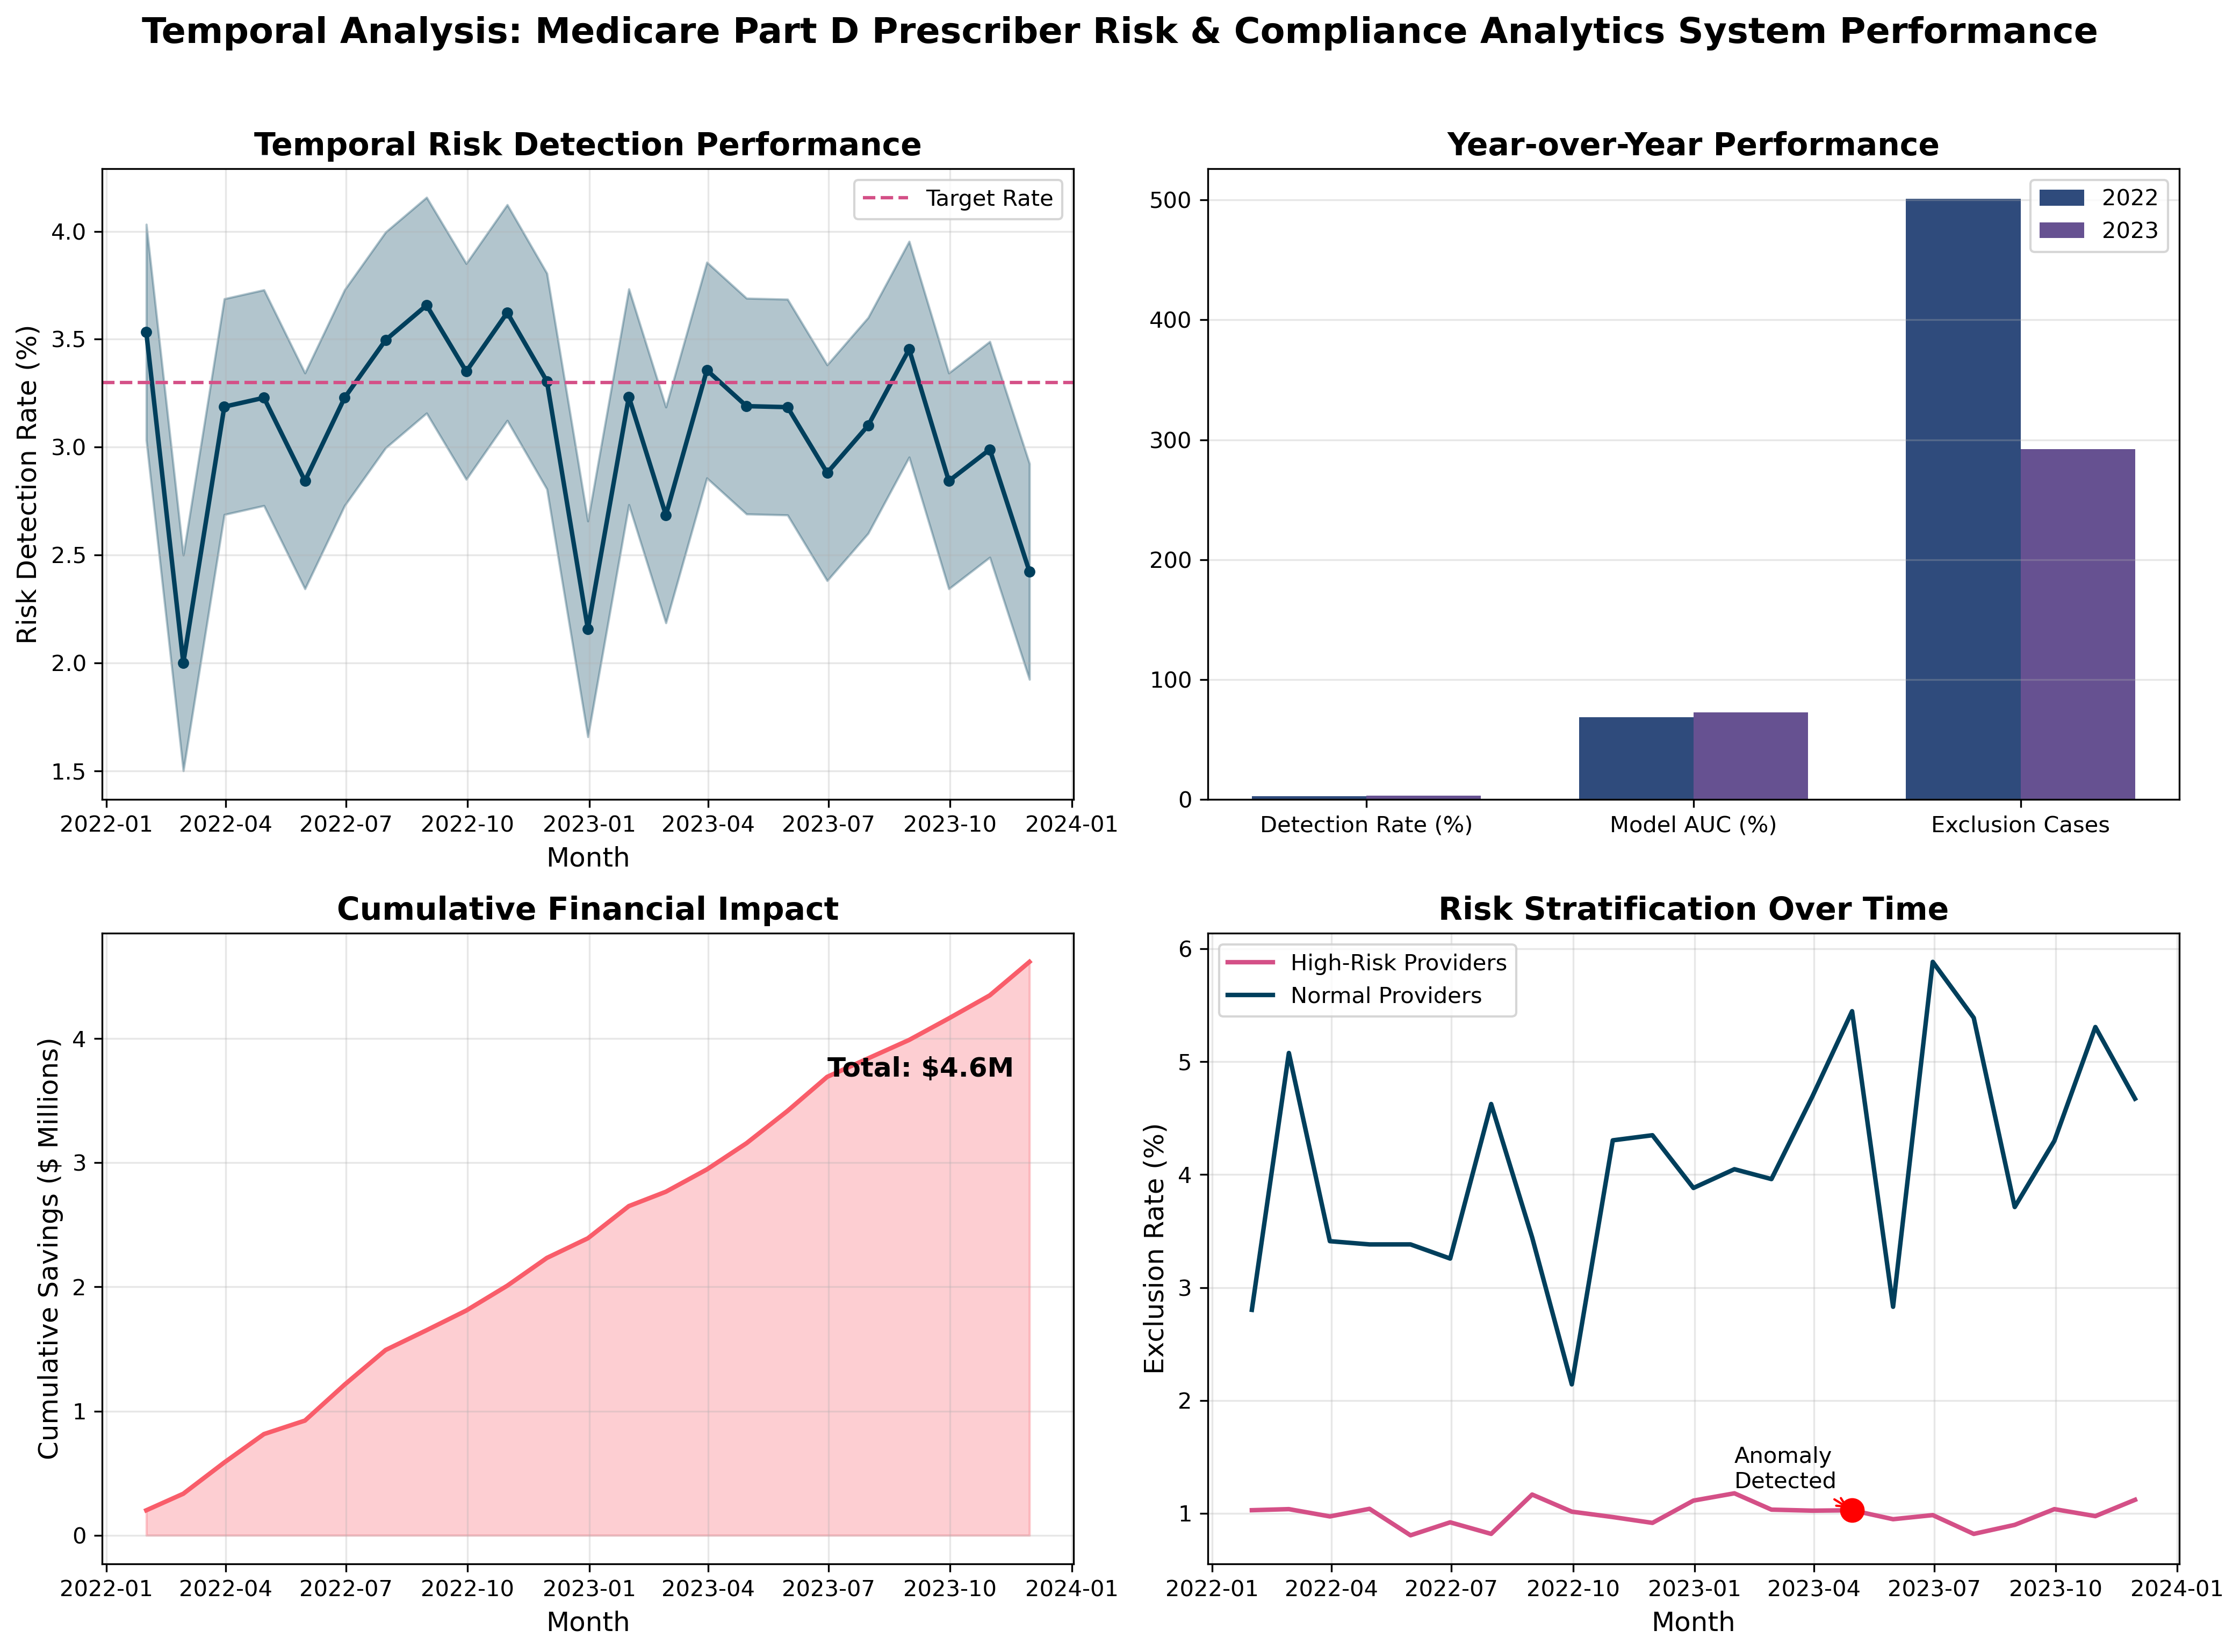 Temporal Analysis: Medicare Part D Prescriber Risk & Compliance Analytics System Performance
Temporal Risk Detection Performance
Target Rate
Risk Detection Rate (%)
4.0
3.5
3.0
2.5
2.0
1.5
2022-01 2022-04 2022-07 2022-10 2023-01 2023-04 2023-07 2023-10 2024-01
Month
Year-over-Year Performance
2022
2023
500
400
300
200
100
0
Detection Rate (%) Model AUC (%) Exclusion Cases
Cumulative Financial Impact
Cumulative Savings ($ Millions)
4
3
2
1
0
Total: $4.6M
2022-01 2022-04 2022-07 2022-10 2023-01 2023-04 2023-07 2023-10 2024-01
Month
Risk Stratification Over Time
High-Risk Providers
Normal Providers
Exclusion Rate (%)
6
5
4
3
2
1
Anomaly
Detected
2022-01 2022-04 2022-07 2022-10 2023-01 2023-04 2023-07 2023-10 2024-01
Month